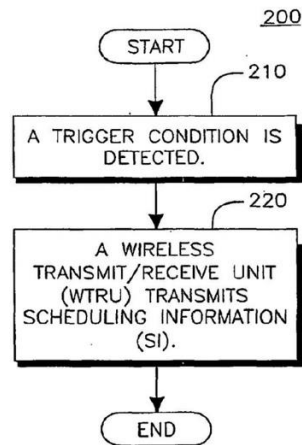 200
START
210
A TRIGGER CONDITION IS
DETECTED.
220
A WIRELESS
TRANSMIT/RECEIVE UNIT
(WTRU) TRANSMITS
SCHEDULING INFORMATION
(SI).
END